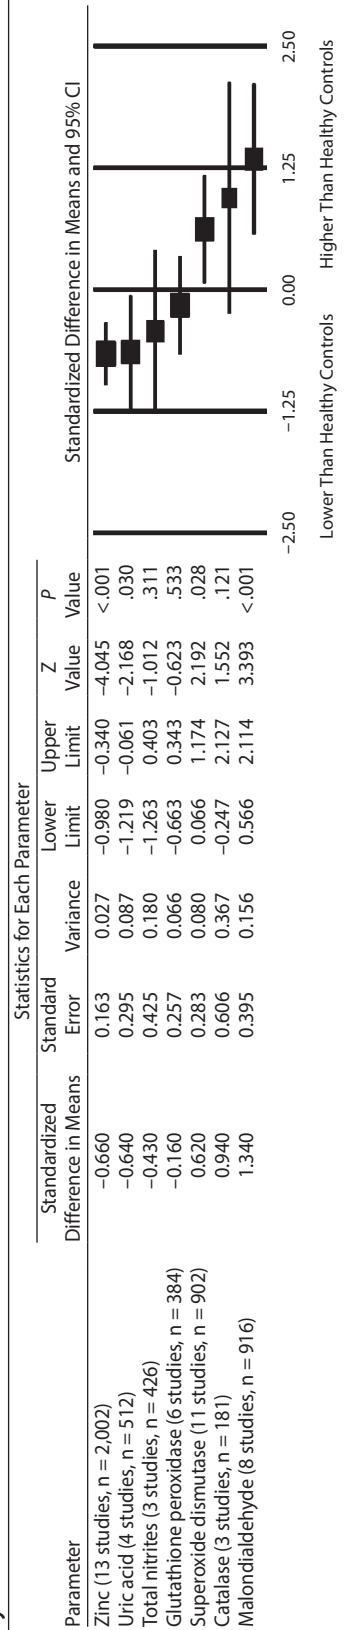 Statistics for Each Parameter
Standardized Standard Lower Upper Z P
Parameter Difference in Means Error Variance Limit Limit Value Value Standardized Difference in Means and 95% CI
Zinc (13 studies, n = 2,002) −0.660 0.163 0.027 −0.980 −0.340 −4.045 <.001
Uric acid (4 studies, n = 512) −0.640 0.295 0.087 −1.219 −0.061 −2.168 .030
Total nitrites (3 studies, n = 426) −0.430 0.425 0.180 −1.263 0.403 −1.012 .311
Glutathione peroxidase (6 studies, n = 384) −0.160 0.257 0.066 −0.663 0.343 −0.623 .533
Superoxide dismutase (11 studies, n = 902) 0.620 0.283 0.080 0.066 1.174 2.192 .028
Catalase (3 studies, n = 181) 0.940 0.606 0.367 −0.247 2.127 1.552 .121
Malondialdehyde (8 studies, n = 916) 1.340 0.395 0.156 0.566 2.114 3.393 <.001
−2.50 −1.25 0.00 1.25 2.50
Lower Than Healthy Controls Higher Than Healthy Controls